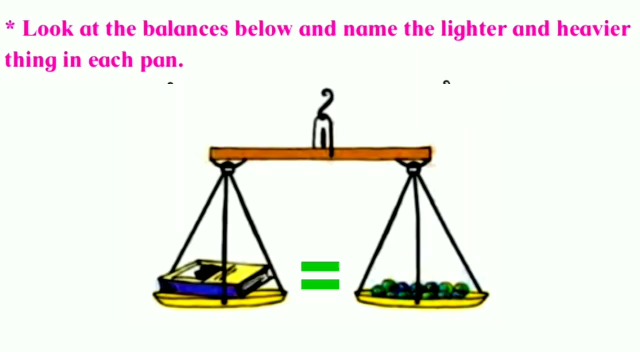 * Look at the balances below and name the lighter and heavier
thing in each pan.
=